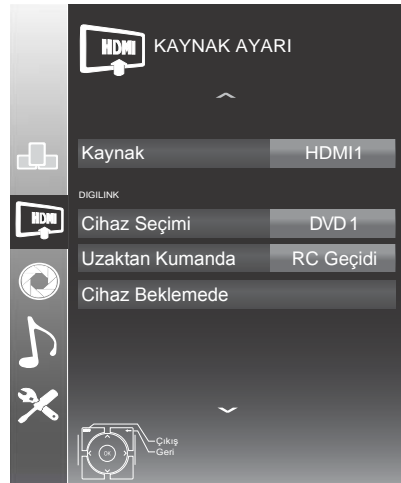 HDMI KAYNAK AYARI
Kaynak HDMI1
DIGILINK
HDMI
Cihaz Seçimi DVD 1
Uzaktan Kumanda RC Geçidi
Cihaz Beklemede
OK
Çıkış
Geri